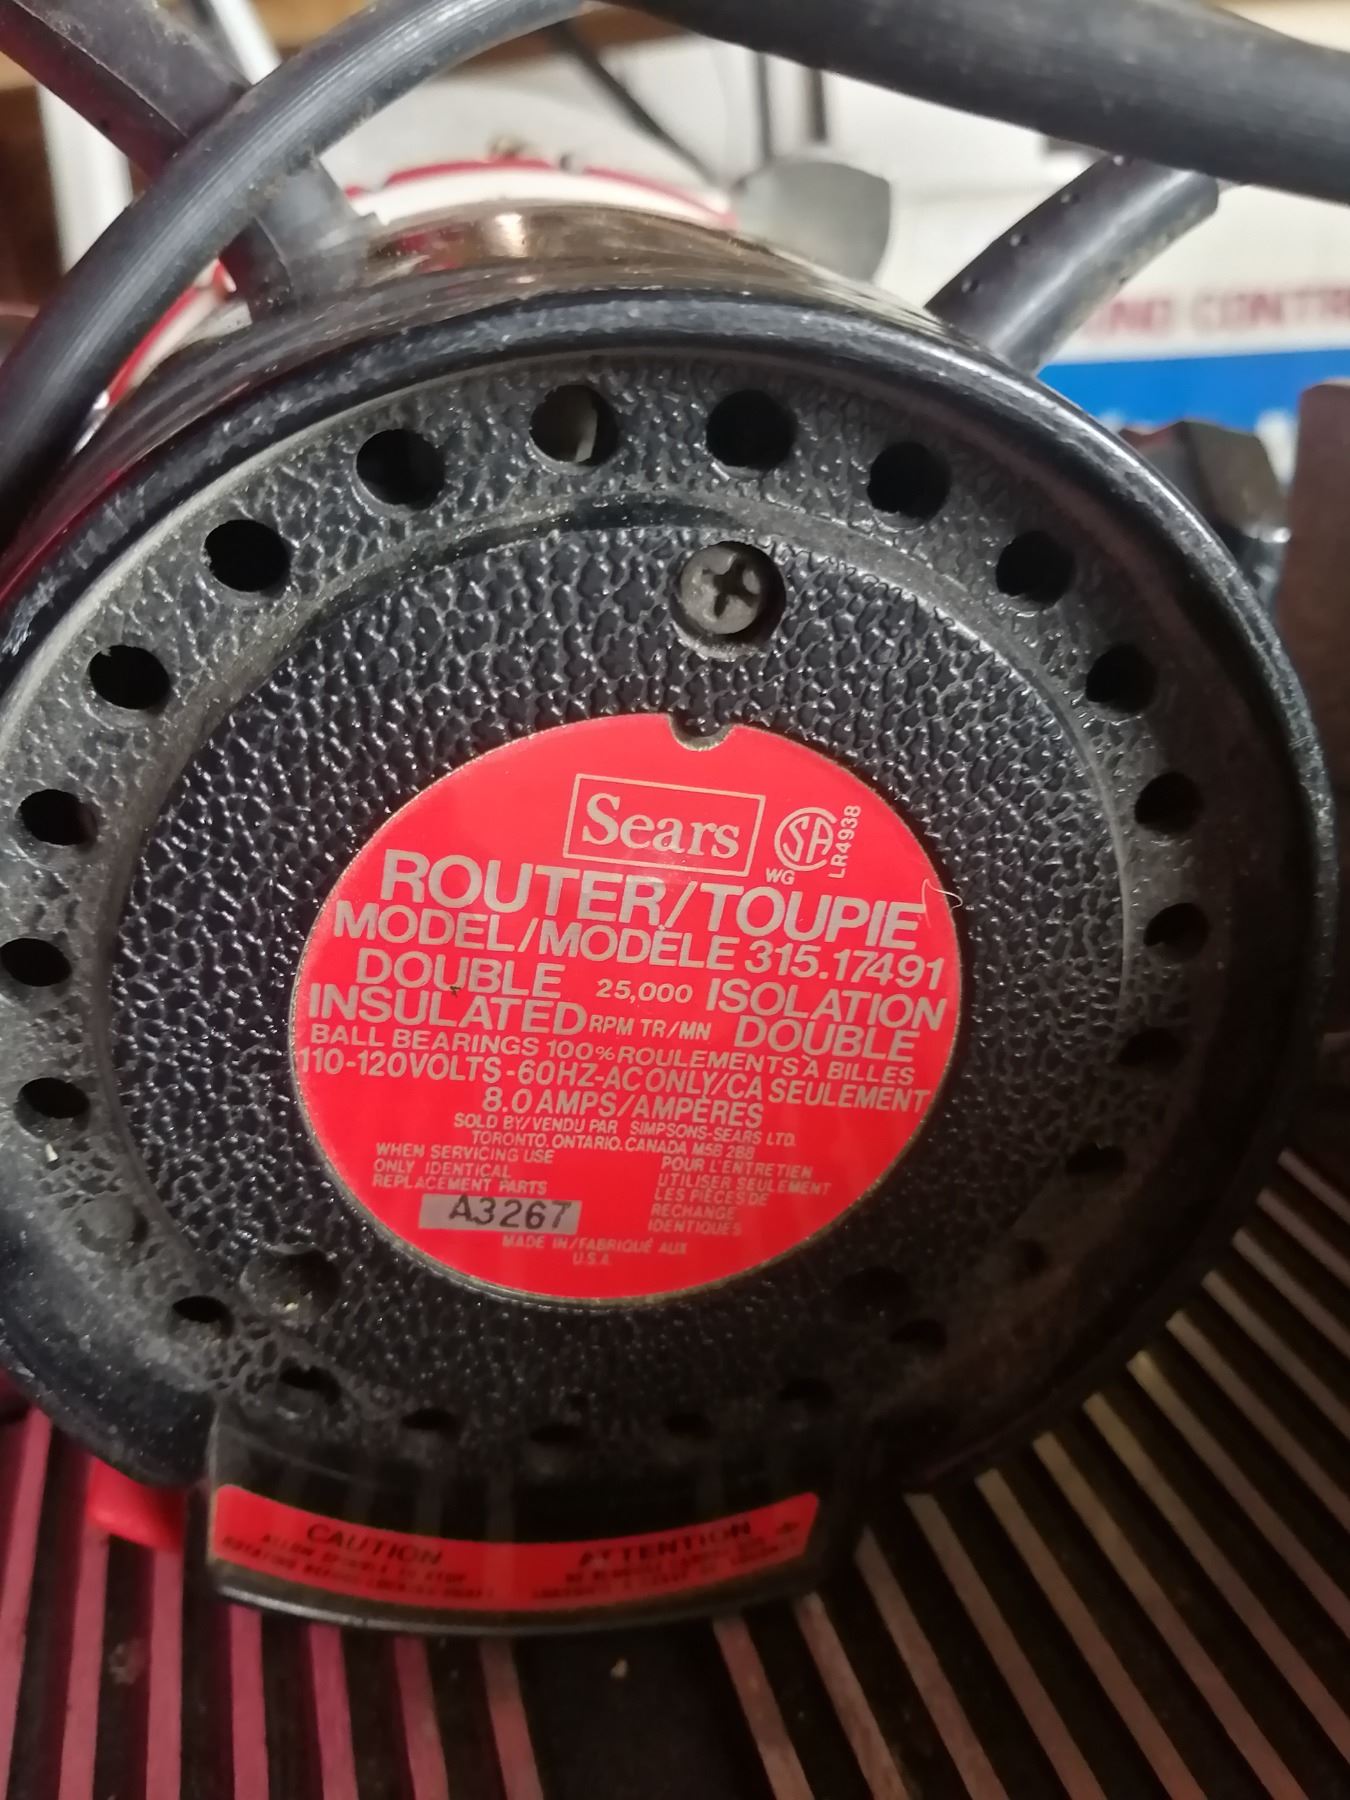 Sears
SA
WG
LR4938
ROUTER/TOUPIE
MODEL/MODÈLE 315.17491
DOUBLE INSULATED
25,000
RPM TR/MN
ISOLATION DOUBLE
BALL BEARINGS 100% ROULEMENTS À BILLES
110-120VOLTS-60HZ-AC ONLY/CA SEULEMENT
8.0 AMPS/AMPÈRES
SOLD BY/VENDU PAR SIMPSONS-SEARS LTD.
TORONTO, ONTARIO, CANADA M5B 2B8
WHEN SERVICING USE
ONLY IDENTICAL
REPLACEMENT PARTS
POUR L'ENTRETIEN
UTILISER SEULEMENT
LES PIÈCES DE
RECHANGE
IDENTIQUES
A3267
MADE IN/FABRIQUÉ AUX
U.S.A.
CAUTION
ATTENTION